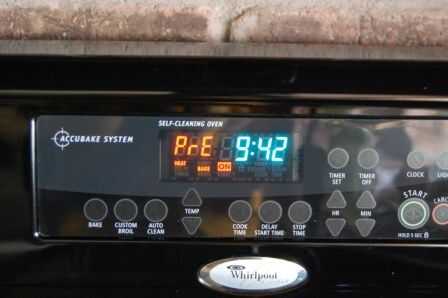 SELF-CLEANING OVEN
ACCUBAKE SYSTEM
PrE 9:42
HEAT BAKE ON
BAKE
CUSTOM BROIL
AUTO CLEAN
TEMP
COOK TIME
DELAY START TIME
STOP TIME
TIMER SET
TIMER OFF
CLOCK
HR
MIN
START
HOLD 5 SEC
Whirlpool